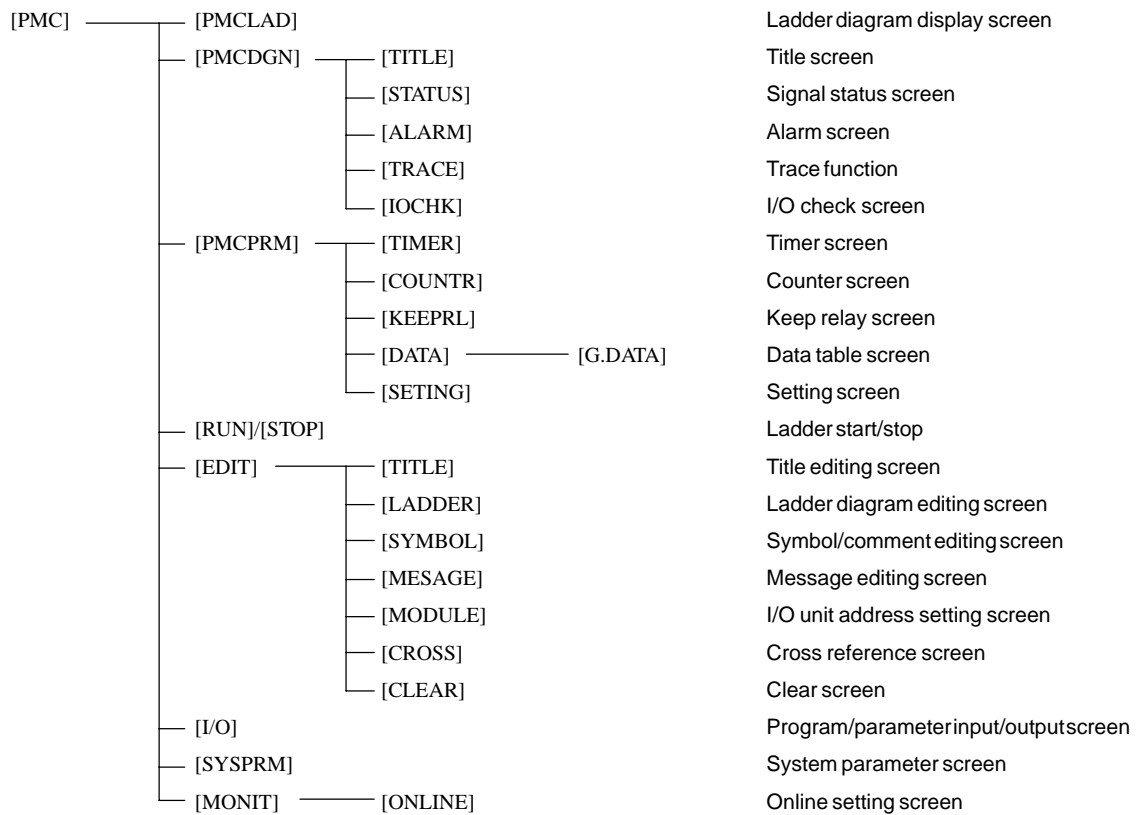 [PMC] [PMCLAD] Ladder diagram display screen
[PMCDGN] [TITLE] Title screen
[STATUS] Signal status screen
[ALARM] Alarm screen
[TRACE] Trace function
[IOCHK] I/O check screen
[PMCPRM] [TIMER] Timer screen
[COUNTR] Counter screen
[KEEPRL] Keep relay screen
[DATA] [G.DATA] Data table screen
[SETING] Setting screen
[RUN]/[STOP] Ladder start/stop
[EDIT] [TITLE] Title editing screen
[LADDER] Ladder diagram editing screen
[SYMBOL] Symbol/comment editing screen
[MESAGE] Message editing screen
[MODULE] I/O unit address setting screen
[CROSS] Cross reference screen
[CLEAR] Clear screen
[I/O] Program/parameter input/output screen
[SYSPRM] System parameter screen
[MONIT] [ONLINE] Online setting screen